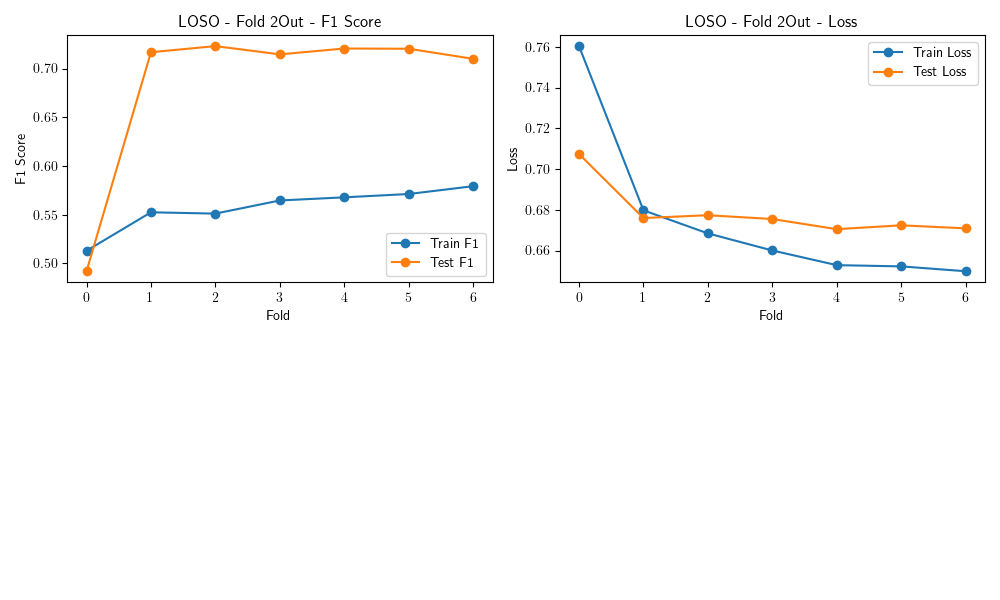 LOSO - Fold 2Out - F1 Score
F1 Score
0.70
0.65
0.60
0.55
0.50
Train F1
Test F1
0 1 2 3 4 5 6
Fold
LOSO - Fold 2Out - Loss
Loss
0.76
0.74
0.72
0.70
0.68
0.66
Train Loss
Test Loss
0 1 2 3 4 5 6
Fold